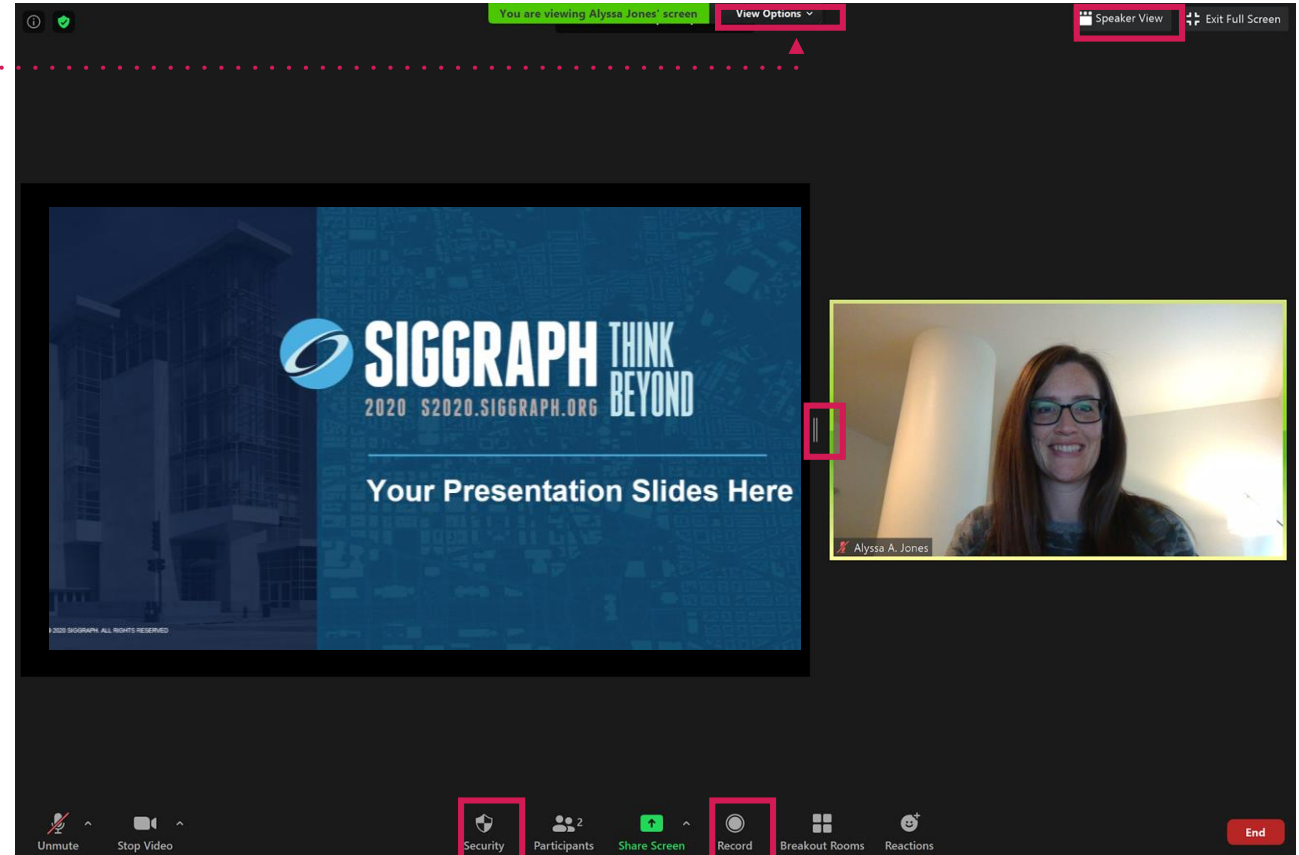 You are viewing Alyssa Jones' screen
View Options
Speaker View
Exit Full Screen
SIGGRAPH THINK BEYOND
2020 S2020.SIGGRAPH.ORG
Your Presentation Slides Here
2020 SIGGRAPH. ALL RIGHTS RESERVED
Alyssa A. Jones
Unmute
Stop Video
Security
Participants 2
Share Screen
Record
Breakout Rooms
Reactions
End